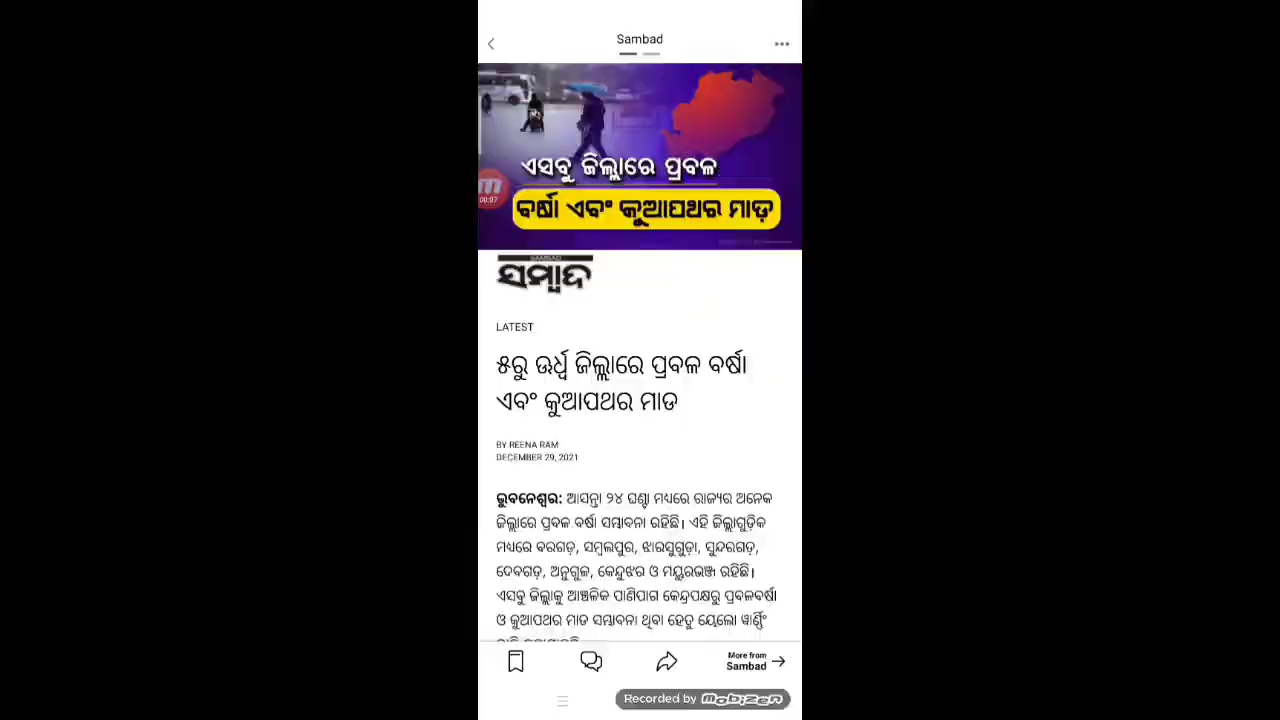 Sambad
ଏସବୁ ଜିଲ୍ଲାରେ ପ୍ରବଳ
ବର୍ଷା ଏବଂ କୁଆପଥର ମାଡ଼
00:07
ସମ୍ବାଦ
LATEST
୫ରୁ ଊର୍ଧ୍ୱ ଜିଲ୍ଲାରେ ପ୍ରବଳ ବର୍ଷା
ଏବଂ କୁଆପଥର ମାଡ
BY REENA RAM
DECEMBER 29, 2021
ଭୁବନେଶ୍ୱର: ଆସନ୍ତା ୨୪ ଘଣ୍ଟା ମଧ୍ୟରେ ରାଜ୍ୟର ଅନେକ
ଜିଲ୍ଲାରେ ପ୍ରବଳ ବର୍ଷା ସମ୍ଭାବନା ରହିଛି। ଏହି ଜିଲ୍ଲାଗୁଡ଼ିକ
ମଧ୍ୟରେ ବରଗଡ଼, ସମ୍ବଲପୁର, ଝାରସୁଗୁଡ଼ା, ସୁନ୍ଦରଗଡ଼,
ଦେବଗଡ଼, ଅନୁଗୁଳ, କେନ୍ଦୁଝର ଓ ମୟୂରଭଞ୍ଜ ରହିଛି।
ଏସବୁ ଜିଲ୍ଲାକୁ ଆଞ୍ଚଳିକ ପାଣିପାଗ କେନ୍ଦ୍ରପକ୍ଷରୁ ପ୍ରବଳବର୍ଷା
ଓ କୁଆପଥର ମାଡ ସମ୍ଭାବନା ଥିବା ହେତୁ ୟେଲୋ ୱାର୍ଣ୍ଣିଂ
More from
Sambad
Recorded by mobizen